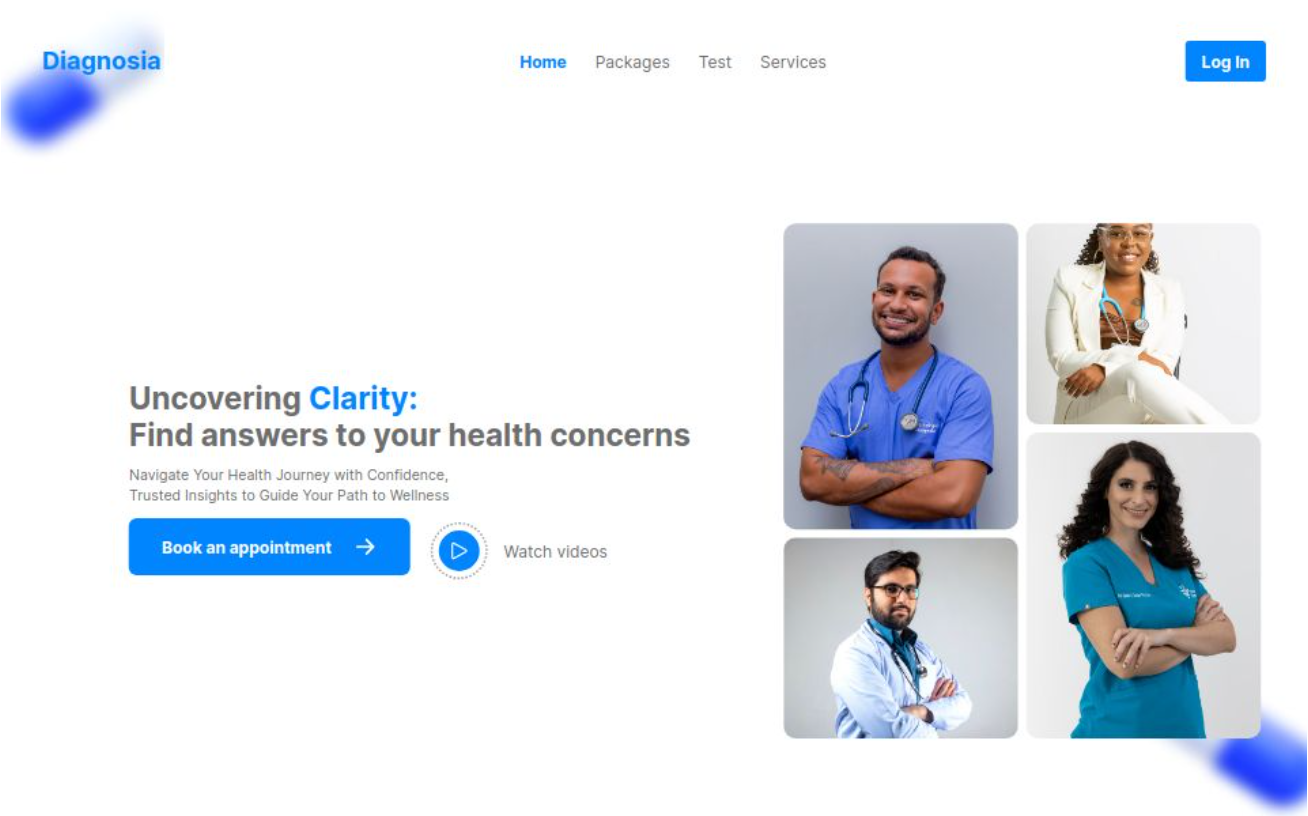 Diagnosia
Home Packages Test Services
Log In
Uncovering Clarity:
Find answers to your health concerns
Navigate Your Health Journey with Confidence,
Trusted Insights to Guide Your Path to Wellness
Book an appointment
Watch videos